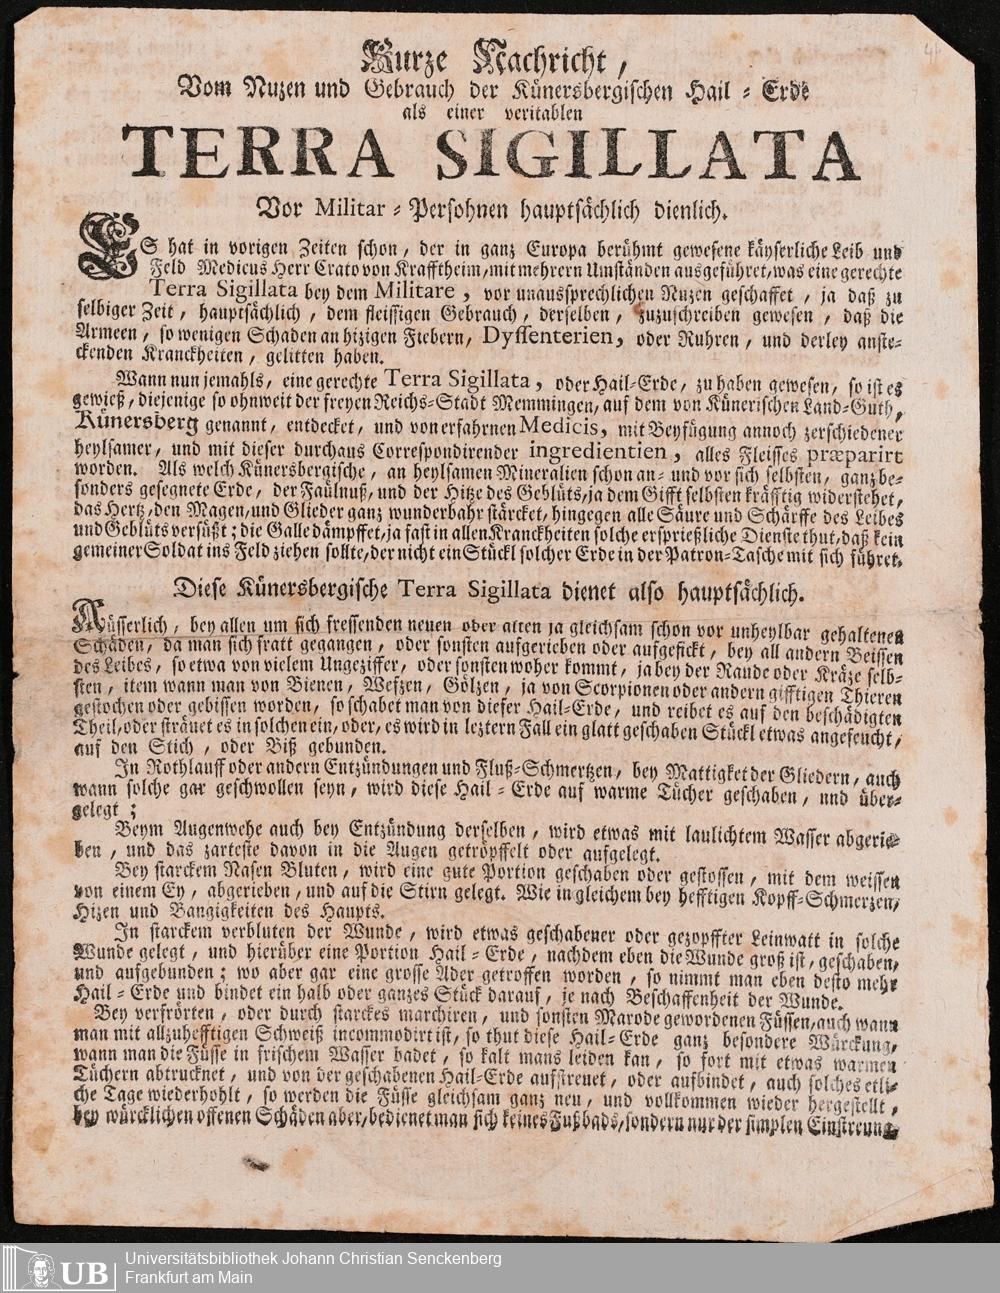 Kurze Nachricht,
Vom Nuzen und Gebrauch der Künersbergischen Hail-Erde
als einer veritablen
TERRA SIGILLATA
Vor Militar-Persohnen hauptsächlich dienlich.
ES hat in vorigen Zeiten schon, der in ganz Europa berühmt gewesene käyserliche Leib und
Feld Medicus Herr Crato von Krafftheim, mit mehrern Umständen ausgeführet, was eine gerechte
Terra Sigillata bey dem Militare, vor unaussprechlichen Nuzen geschaffet, ja daß zu
selbiger Zeit, hauptsächlich, dem fleissigen Gebrauch, derselben, zuzuschreiben gewesen, daß die
Armeen, so wenigen Schaden an hizigen Fiebern, Dyssenterien, oder Ruhren, und derley anste-
ckenden Kranckheiten, gelitten haben.
Wann nun jemahls, eine gerechte Terra Sigillata, oder Hail-Erde, zu haben gewesen, so ist es
gewieß, diejenige so ohnweit der freyen Reichs-Stadt Memmingen, auf dem von Künerischen Land-Guth,
Künersberg genannt, entdecket, und von erfahrnen Medicis, mit Beyfügung annoch zerschiedener
heylsamer, und mit dieser durchaus Correspondirender ingredientien, alles Fleisses præparirt
worden. Als welch Künersbergische, an heylsamen Mineralien schon an- und vor sich selbsten, ganz be-
sonders gesegnete Erde, der Faülnuß, und der Hitze des Geblüts, ja dem Gifft selbsten kräfftig widerstehet,
das Hertz, den Magen, und Glieder ganz wunderbahr stärcket, hingegen alle Säure und Schärffe des Leibes
und Geblüts versüßt; die Galle dämpffet, ja fast in allen Kranckheiten solche ersprießliche Dienste thut, daß kein
gemeiner Soldat ins Feld ziehen sollte, der nicht ein Stückl solcher Erde in der Patron-Tasche mit sich führet.
Diese Künersbergische Terra Sigillata dienet also hauptsächlich.
Aüsserlich, bey allen um sich fressenden neuen oder alten ja gleichsam schon vor unheylbar gehaltenen
Schäden, da man sich fratt gegangen, oder sonsten aufgerieben oder aufgefickt, bey all andern Beissen
des Leibes, so etwa von vielem Ungeziffer, oder sonsten woher kommt, ja bey der Raude oder Kräze selb-
sten, item wann man von Bienen, Wefzen, Gölzen, ja von Scorpionen oder andern gifftigen Thieren
gestochen oder gebissen worden, so schabet man von dieser Hail-Erde, und reibet es auf den beschädigten
Theil, oder sträuet es in solchen ein, oder, es wird in leztern Fall ein glatt geschaben Stückl etwas angefeucht,
auf den Stich, oder Biß gebunden.
In Rothlauff oder andern Entzündungen und Fluß-Schmertzen, bey Mattigket der Gliedern, auch
wann solche gar geschwollen seyn, wird diese Hail-Erde auf warme Tücher geschaben, und über-
gelegt;
Beym Augenwehe auch bey Entzündung derselben, wird etwas mit laulichtem Wasser abgerie-
ben, und das zarteste davon in die Augen getröpffelt oder aufgelegt.
Bey starckem Nasen Bluten, wird eine gute Portion geschaben oder gestossen, mit dem weissen
von einem Ey, abgerieben, und auf die Stirn gelegt. Wie in gleichem bey hefftigen Kopff-Schmerzen,
Hizen und Bangigkeiten des Haupts.
In starckem verbluten der Wunde, wird etwas geschabener oder gezopffter Leinwatt in solche
Wunde gelegt, und hierüber eine Portion Hail-Erde, nachdem eben die Wunde groß ist, geschaben,
und aufgebunden; wo aber gar eine grosse Ader getroffen worden, so nimmt man eben desto mehr
Hail-Erde und bindet ein halb oder ganzes Stück darauf, je nach Beschaffenheit der Wunde.
Bey verfrörten, oder durch starckes marchiren, und sonsten Marode gewordenen Füssen, auch wann
man mit allzuhefftigen Schweiß incommodirt ist, so thut diese Hail-Erde ganz besondere Würckung,
wann man die Füsse in frischem Wasser badet, so kalt mans leiden kan, so fort mit etwas warmen
Tüchern abtrucknet, und von der geschabenen Hail-Erde aufstreuet, oder aufbindet, auch solches etli-
che Tage wiederhohlt, so werden die Füsse gleichsam ganz neu, und vollkommen wieder hergestellt,
bey würcklichen offenen Schäden aber, bedienet man sich keines Fußbads, sondern nur der simplen Einstreung.
Universitätsbibliothek Johann Christian Senckenberg
UB
Frankfurt am Main